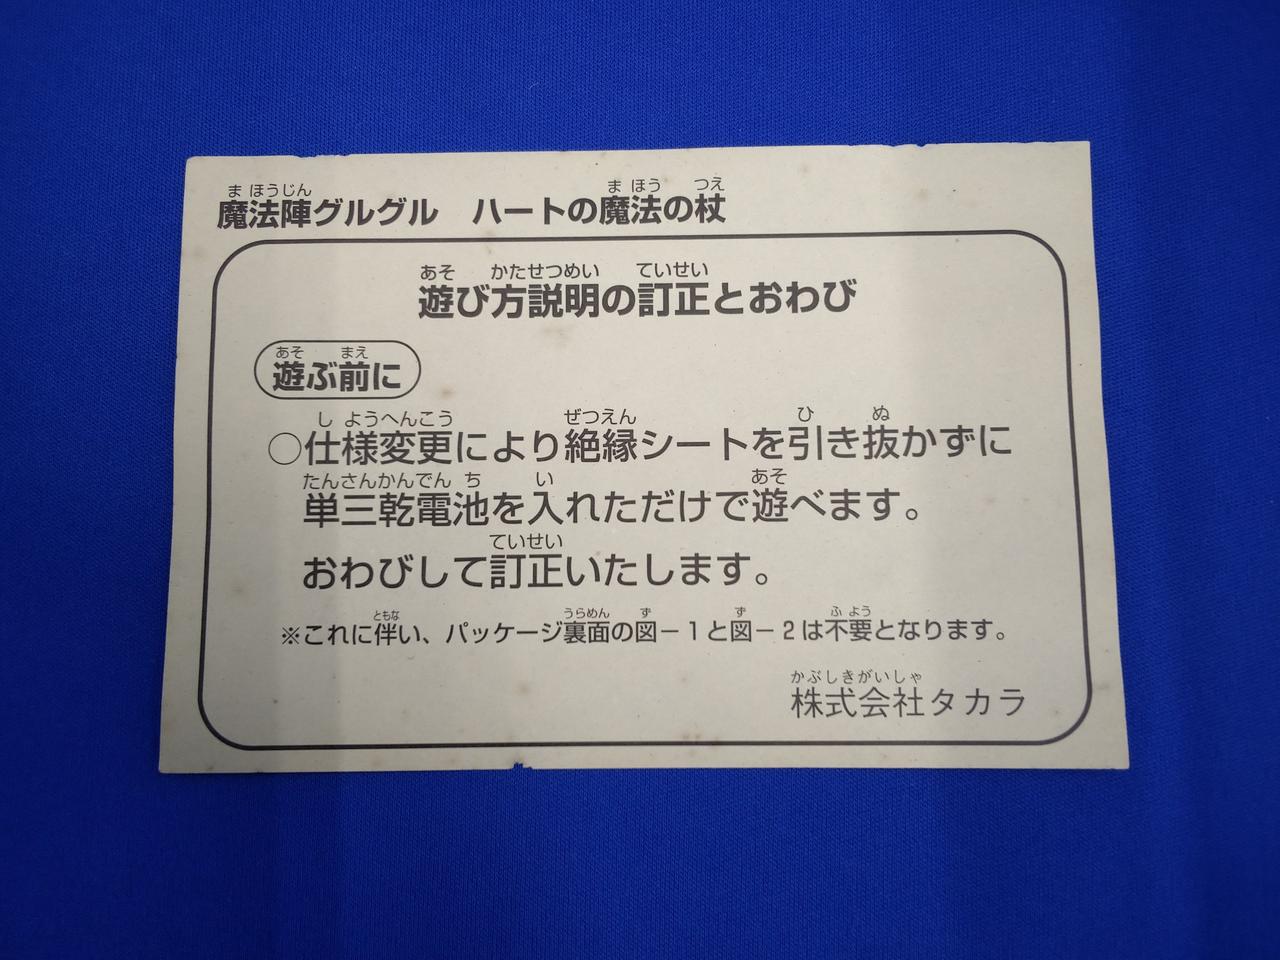 魔法陣グルグル　ハートの魔法の杖
遊び方説明の訂正とおわび
遊ぶ前に
○仕様変更により絶縁シートを引き抜かずに
単三乾電池を入れただけで遊べます。
おわびして訂正いたします。
※これに伴い、パッケージ裏面の図－1と図－2は不要となります。
株式会社タカラ